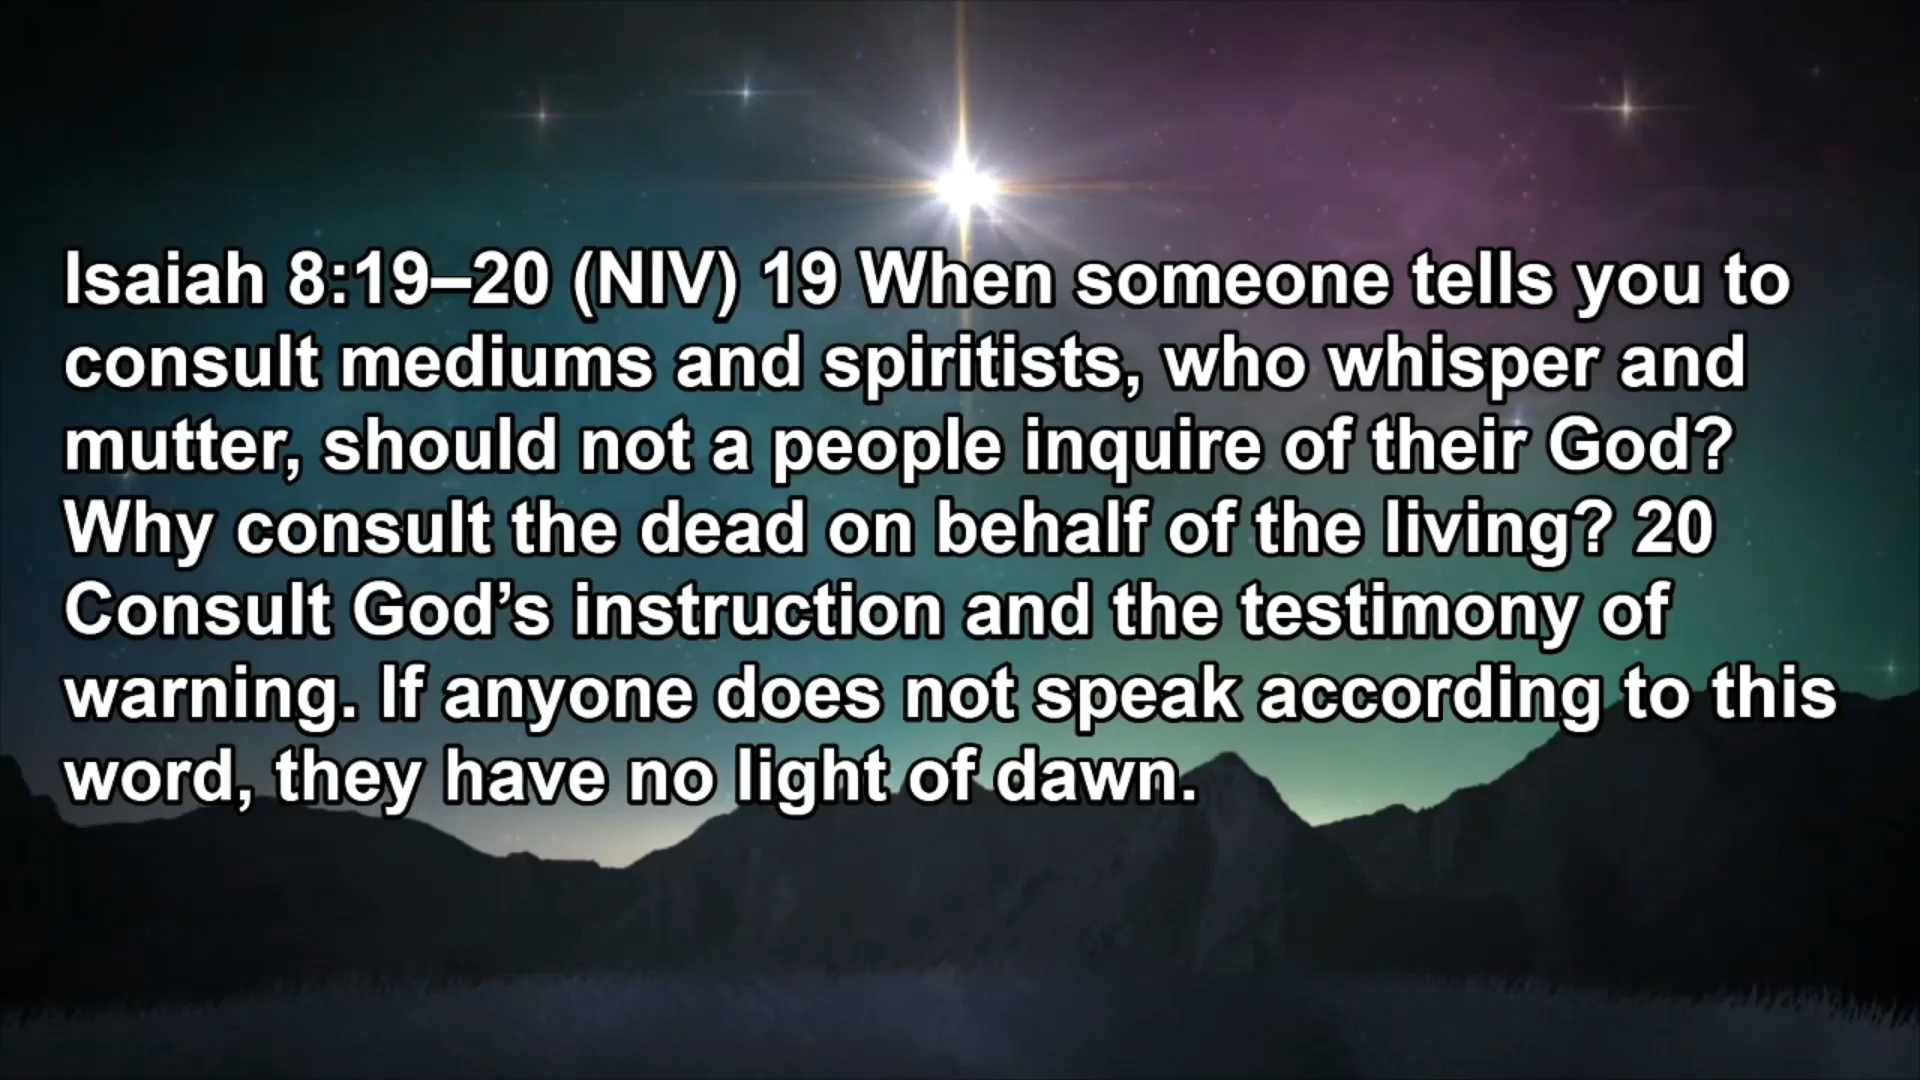 Isaiah 8:19–20 (NIV) 19 When someone tells you to
consult mediums and spiritists, who whisper and
mutter, should not a people inquire of their God?
Why consult the dead on behalf of the living? 20
Consult God’s instruction and the testimony of
warning. If anyone does not speak according to this
word, they have no light of dawn.